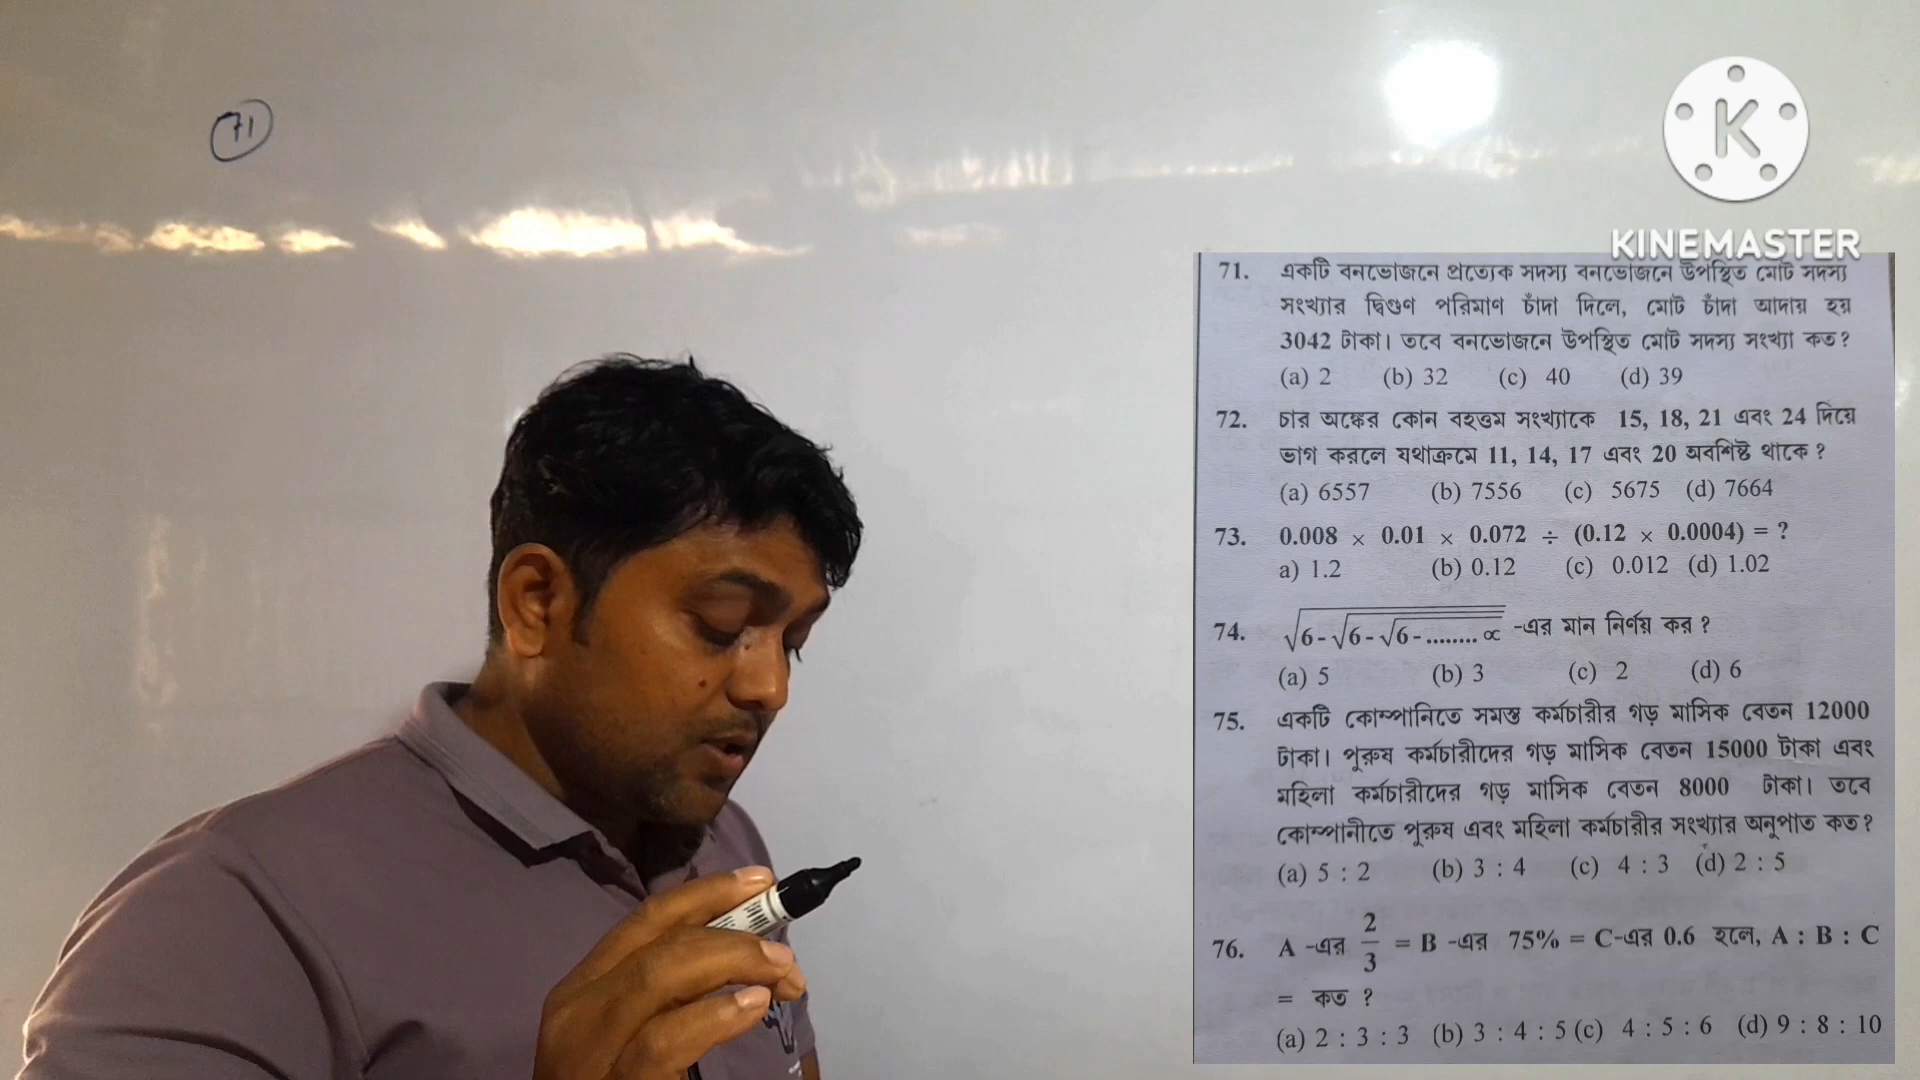 71
K
KINEMASTER
71. একটি বনভোজনে প্রত্যেক সদস্য বনভোজনে উপস্থিত মোট সদস্য
সংখ্যার দ্বিগুণ পরিমাণ চাঁদা দিলে, মোট চাঁদা আদায় হয়
3042 টাকা। তবে বনভোজনে উপস্থিত মোট সদস্য সংখ্যা কত?
(a) 2 (b) 32 (c) 40 (d) 39
72. চার অঙ্কের কোন বৃহত্তম সংখ্যাকে 15, 18, 21 এবং 24 দিয়ে
ভাগ করলে যথাক্রমে 11, 14, 17 এবং 20 অবশিষ্ট থাকে ?
(a) 6557 (b) 7556 (c) 5675 (d) 7664
73. 0.008 × 0.01 × 0.072 ÷ (0.12 × 0.0004) = ?
a) 1.2 (b) 0.12 (c) 0.012 (d) 1.02
74. √6-√6-√6-........∝ -এর মান নির্ণয় কর ?
(a) 5 (b) 3 (c) 2 (d) 6
75. একটি কোম্পানিতে সমস্ত কর্মচারীর গড় মাসিক বেতন 12000
টাকা। পুরুষ কর্মচারীদের গড় মাসিক বেতন 15000 টাকা এবং
মহিলা কর্মচারীদের গড় মাসিক বেতন 8000 টাকা। তবে
কোম্পানীতে পুরুষ এবং মহিলা কর্মচারীর সংখ্যার অনুপাত কত?
(a) 5 : 2 (b) 3 : 4 (c) 4 : 3 (d) 2 : 5
76. A -এর 2/3 = B -এর 75% = C-এর 0.6 হলে, A : B : C
= কত ?
(a) 2 : 3 : 3 (b) 3 : 4 : 5 (c) 4 : 5 : 6 (d) 9 : 8 : 10